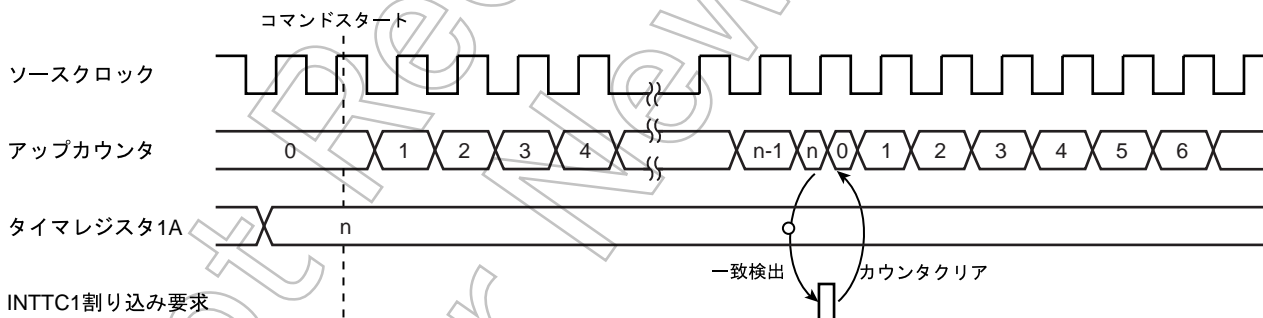 コマンドスタート
ソースクロック
アップカウンタ 0 1 2 3 4 n-1 n 0 1 2 3 4 5 6
タイマレジスタ1A n
一致検出 カウンタクリア
INTTC1割り込み要求